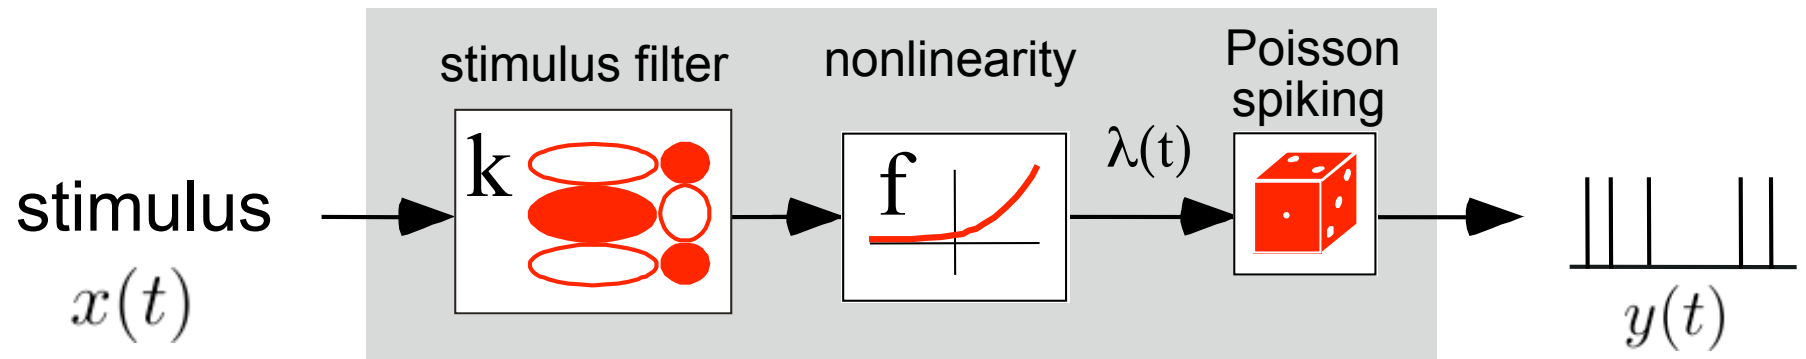 stimulus
x(t)
stimulus filter
k
nonlinearity
f
λ(t)
Poisson
spiking
y(t)